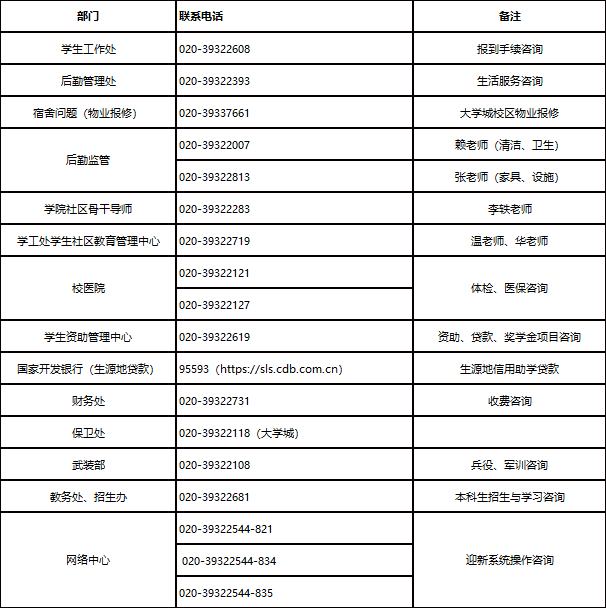 部门 联系电话 备注
学生工作处 020-39322608 报到手续咨询
后勤管理处 020-39322393 生活服务咨询
宿舍问题（物业报修） 020-39337661 大学城校区物业报修
后勤监管 020-39322007 赖老师（清洁、卫生）
020-39322813 张老师（家具、设施）
学院社区骨干导师 020-39322283 李轶老师
学工处学生社区教育管理中心 020-39322719 温老师、华老师
校医院 020-39322121 体检、医保咨询
020-39322127
学生资助管理中心 020-39322619 资助、贷款、奖学金项目咨询
国家开发银行（生源地贷款） 95593（https://sls.cdb.com.cn） 生源地信用助学贷款
财务处 020-39322731 收费咨询
保卫处 020-39322118（大学城）
武装部 020-39322108 兵役、军训咨询
教务处、招生办 020-39322681 本科生招生与学习咨询
网络中心 020-39322544-821 迎新系统操作咨询
020-39322544-834
020-39322544-835